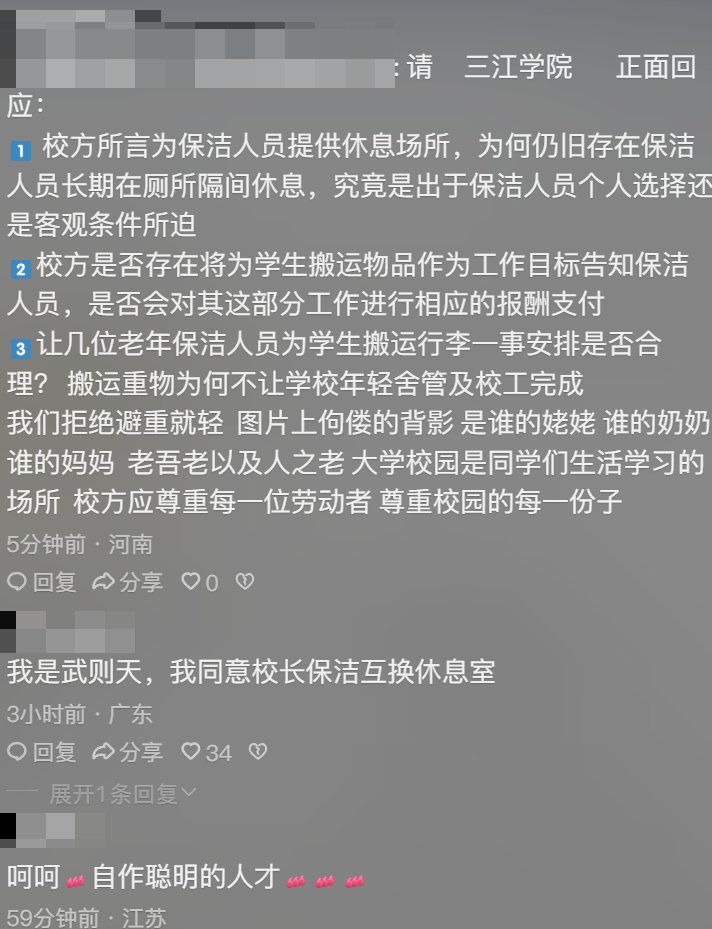 : 请 三江学院 正面回
应：
1 校方所言为保洁人员提供休息场所，为何仍旧存在保洁
人员长期在厕所隔间休息，究竟是出于保洁人员个人选择还
是客观条件所迫
2 校方是否存在将为学生搬运物品作为工作目标告知保洁
人员，是否会对其这部分工作进行相应的报酬支付
3 让几位老年保洁人员为学生搬运行李一事安排是否合
理？ 搬运重物为何不让学校年轻舍管及校工完成
我们拒绝避重就轻 图片上佝偻的背影 是谁的姥姥 谁的奶奶
谁的妈妈 老吾老以及人之老 大学校园是同学们生活学习的
场所 校方应尊重每一位劳动者 尊重校园的每一份子
5分钟前 · 河南
回复 分享 0
我是武则天，我同意校长保洁互换休息室
3小时前 · 广东
回复 分享 34
展开1条回复
呵呵 自作聪明的人才
59分钟前 · 江苏